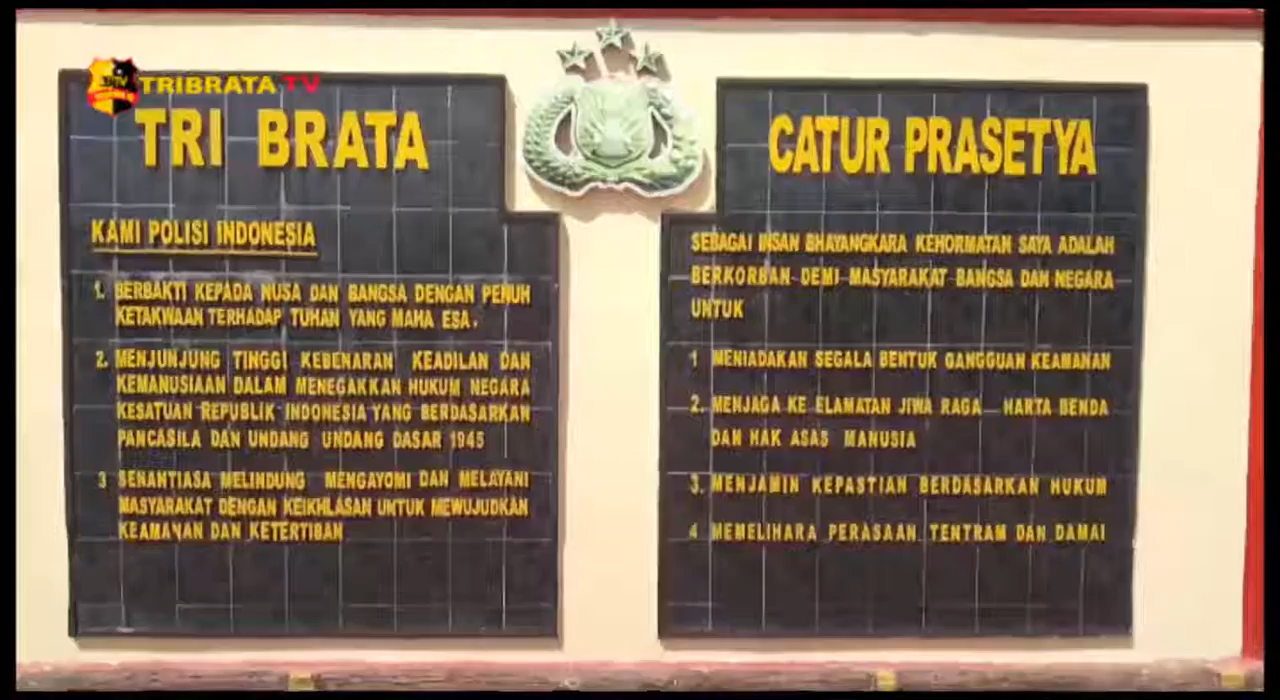 TRIBRATA TV
TRI BRATA
KAMI POLISI INDONESIA
1. BERBAKTI KEPADA NUSA DAN BANGSA DENGAN PENUH
KETAKWAAN TERHADAP TUHAN YANG MAHA ESA.
2. MENJUNJUNG TINGGI KEBENARAN KEADILAN DAN
KEMANUSIAAN DALAM MENEGAKKAN HUKUM NEGARA
KESATUAN REPUBLIK INDONESIA YANG BERDASARKAN
PANCASILA DAN UNDANG UNDANG DASAR 1945
3 SENANTIASA MELINDUNG MENGAYOMI DAN MELAYANI
MASYARAKAT DENGAN KEIKHLASAN UNTUK MEWUJUDKAN
KEAMANAN DAN KETERTIBAN
CATUR PRASETYA
SEBAGAI INSAN BHAYANGKARA KEHORMATAN SAYA ADALAH
BERKORBAN DEMI MASYARAKAT BANGSA DAN NEGARA
UNTUK
1 MENIADAKAN SEGALA BENTUK GANGGUAN KEAMANAN
2. MENJAGA KE ELAMATAN JIWA RAGA HARTA BENDA
DAN HAK ASAS MANUSIA
3. MENJAMIN KEPASTIAN BERDASARKAN HUKUM
4 MEMELIHARA PERASAAN TENTRAM DAN DAMAI